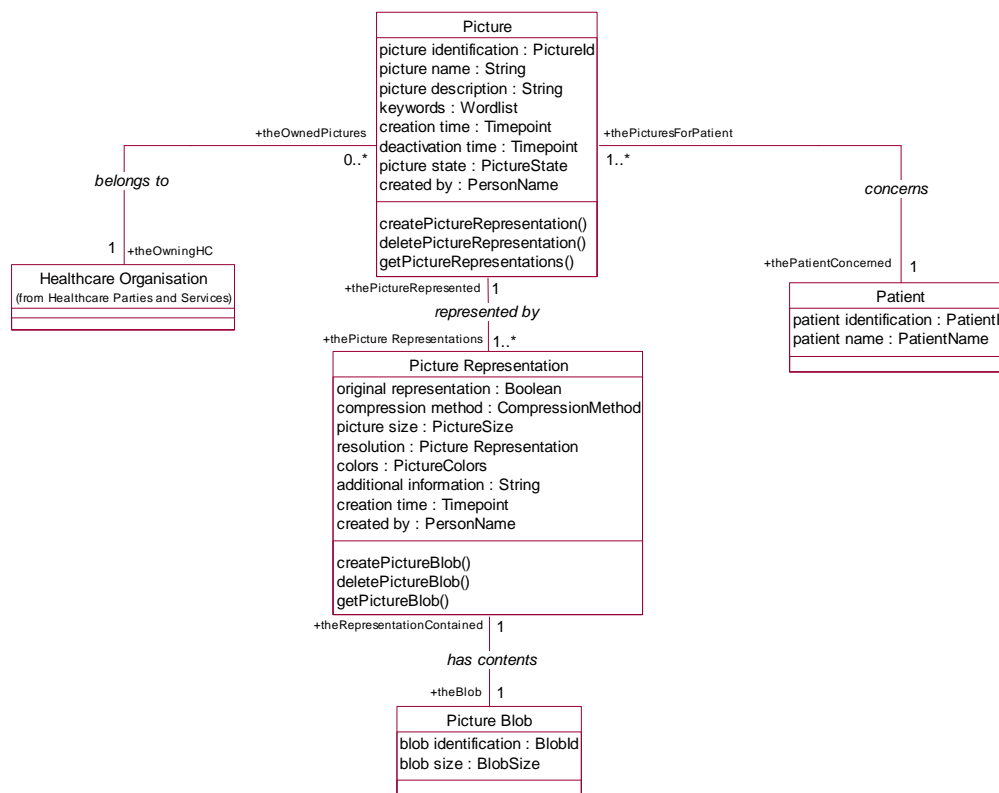 Picture
picture identification : PictureId
picture name : String
picture description : String
keywords : Wordlist
creation time : Timepoint
deactivation time : Timepoint
picture state : PictureState
created by : PersonName
createPictureRepresentation()
deletePictureRepresentation()
getPictureRepresentations()
+theOwnedPictures
0..*
belongs to
1
+theOwningHC
Healthcare Organisation
(from Healthcare Parties and Services)
+thePicturesForPatient
1..*
concerns
+thePatientConcerned
1
Patient
patient identification : PatientI
patient name : PatientName
+thePictureRepresented
1
represented by
+thePicture Representations
1..*
Picture Representation
original representation : Boolean
compression method : CompressionMethod
picture size : PictureSize
resolution : Picture Representation
colors : PictureColors
additional information : String
creation time : Timepoint
created by : PersonName
createPictureBlob()
deletePictureBlob()
getPictureBlob()
+theRepresentationContained
1
has contents
+theBlob
1
Picture Blob
blob identification : BlobId
blob size : BlobSize